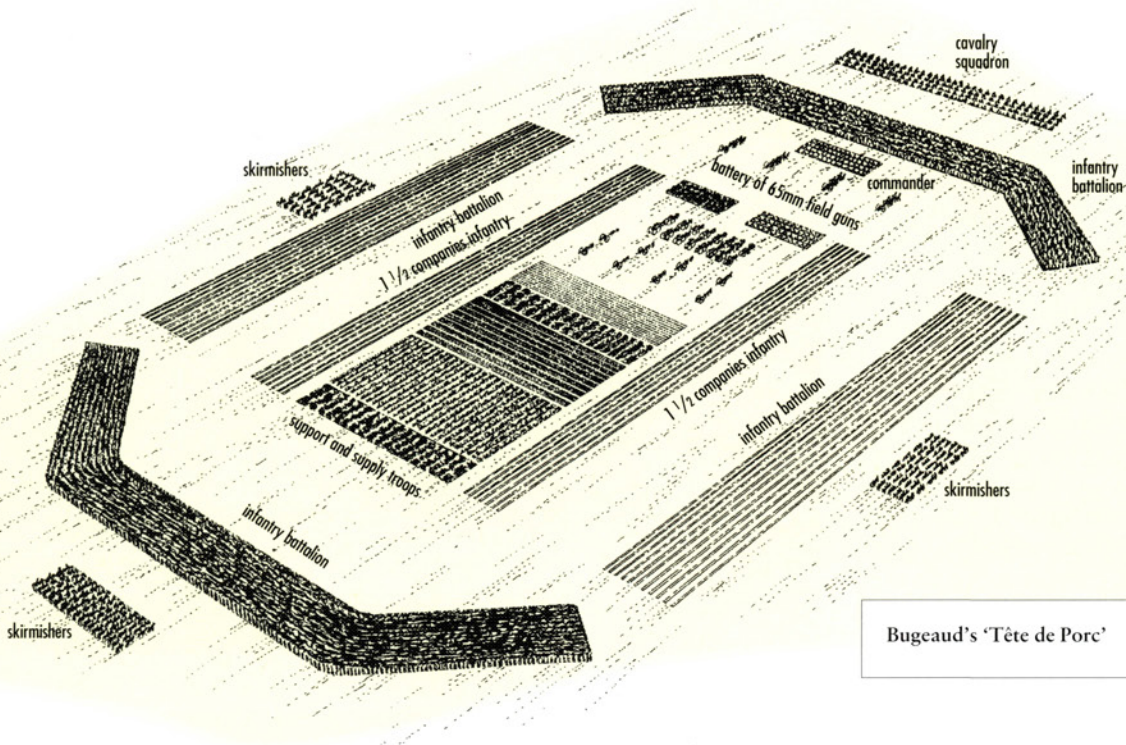 cavalry
squadron
skirmishers
infantry
battalion
battery of 65mm field guns
commander
infantry battalion
1 1/2 companies infantry
1 1/2 companies infantry
infantry battalion
support and supply troops
skirmishers
infantry battalion
skirmishers
Bugeaud's 'Tête de Porc'